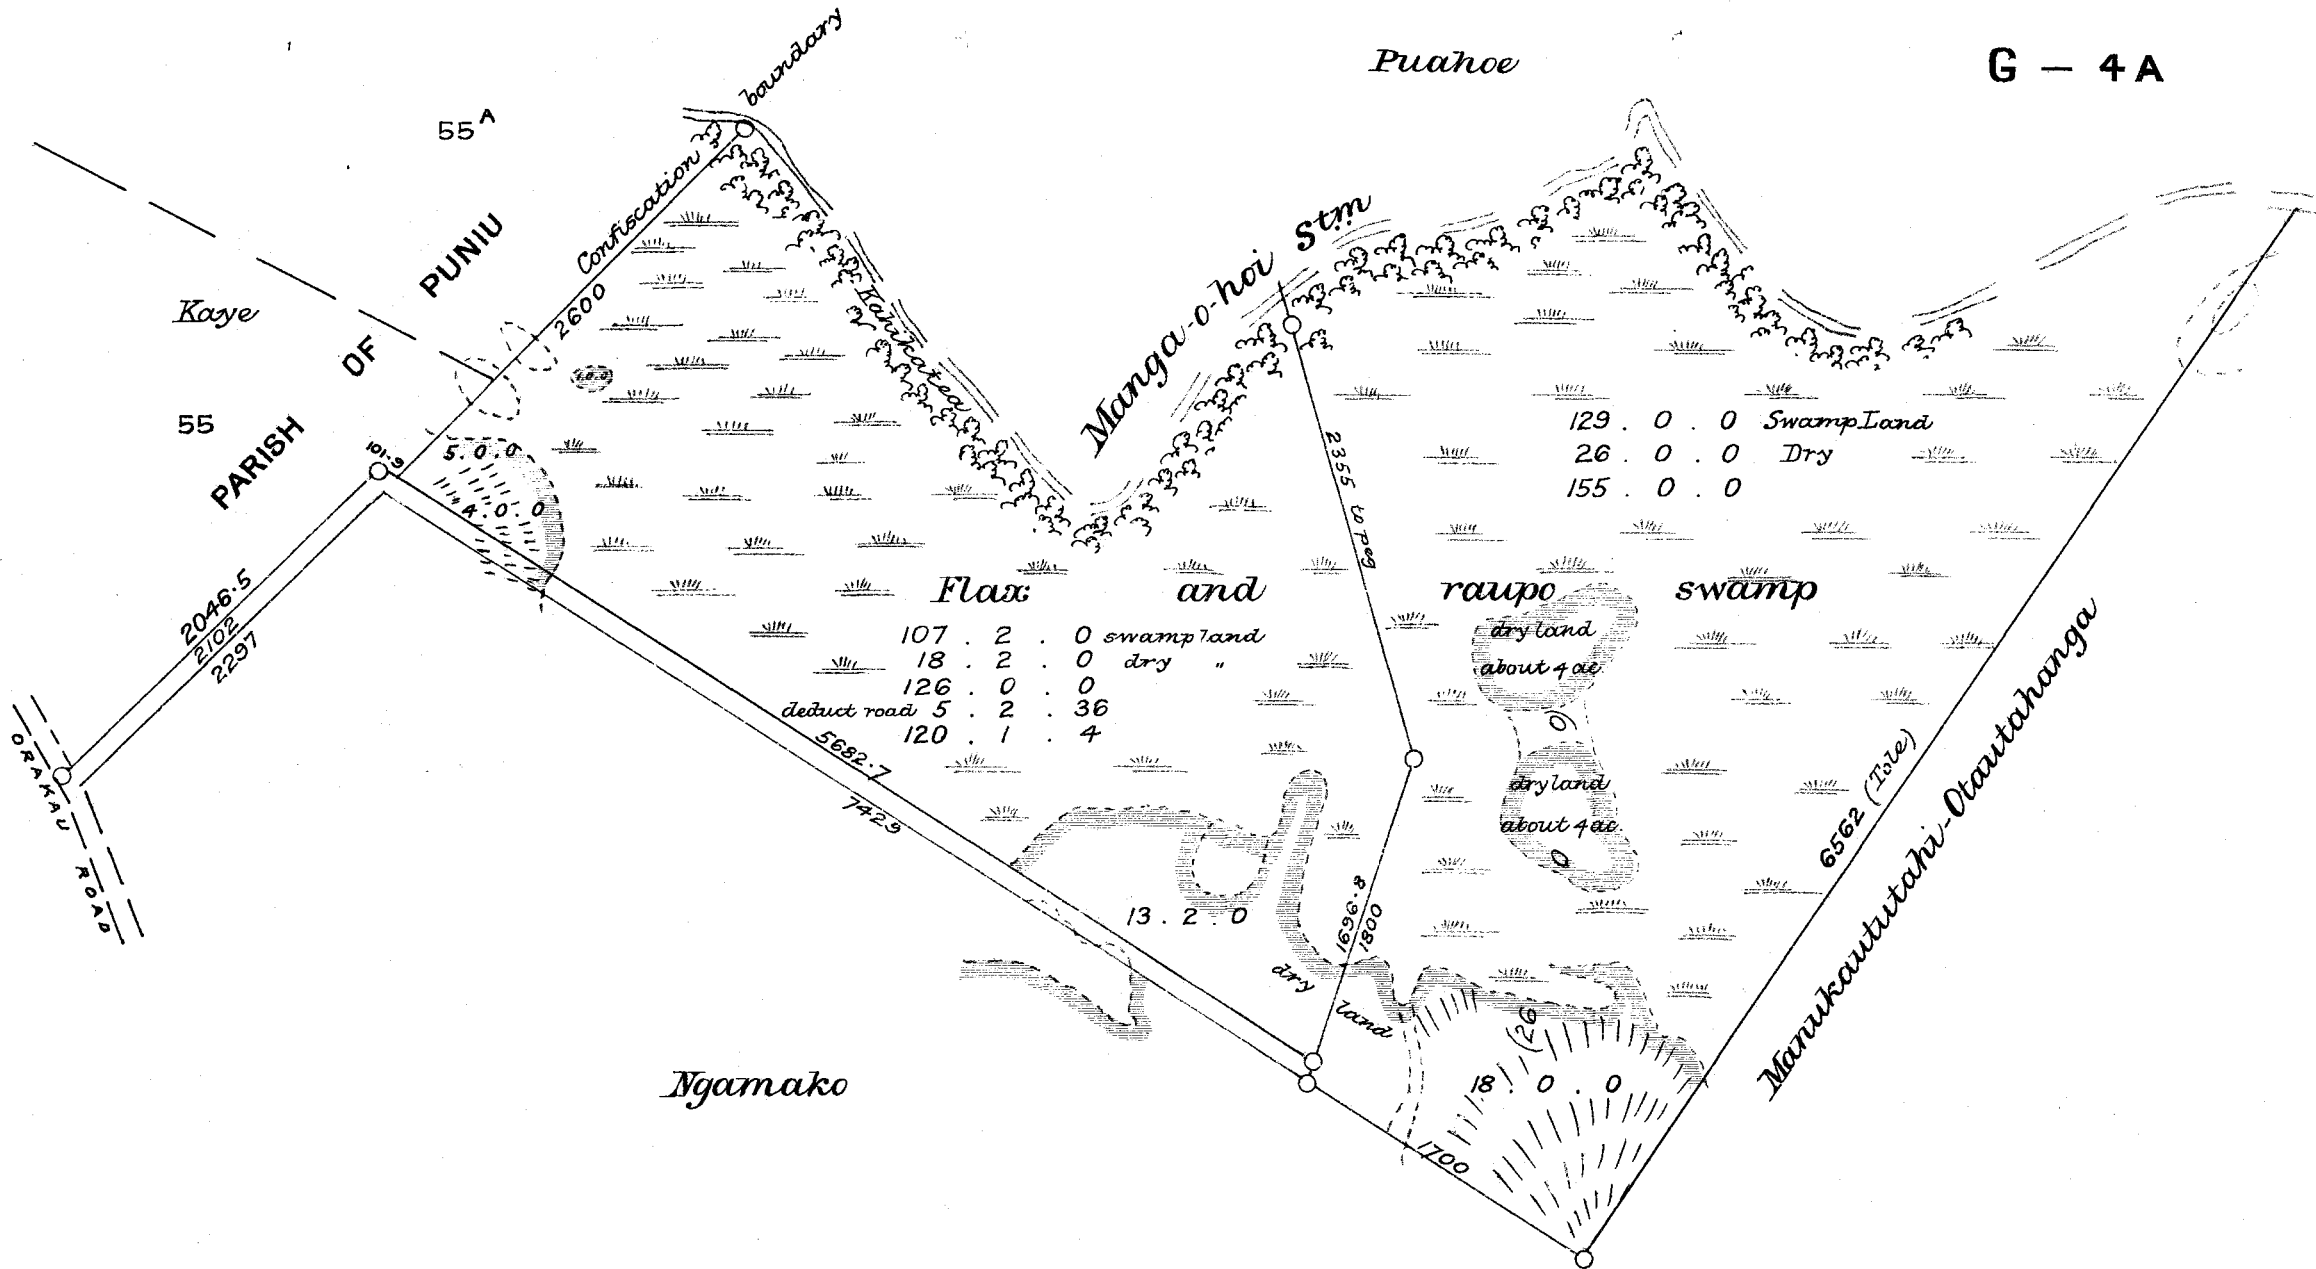 G – 4A
Puahoe
55A
boundary
Confiscation
2600
PARISH OF PUNIU
Kaye
55
Kahikatea
Manga-o-hoi Stm
101·9
5.0.0
4.0.0
2355 to peg
129 . 0 . 0 Swamp Land
26 . 0 . 0 Dry
155 . 0 . 0
Flax and raupo swamp
2046·5
2102
2297
107 . 2 . 0 swamp land
18 . 2 . 0 dry "
126 . 0 . 0
deduct road 5 . 2 . 36
120 . 1 . 4
dry land
about 4 ac.
dry land
about 4 ac.
5682·7
7429
ORAKAU ROAD
13 . 2 . 0
1696·8
1800
dry land
6562
Manukaututahi-Otautahanga
Ngamako
(26
18 . 0 . 0
1700